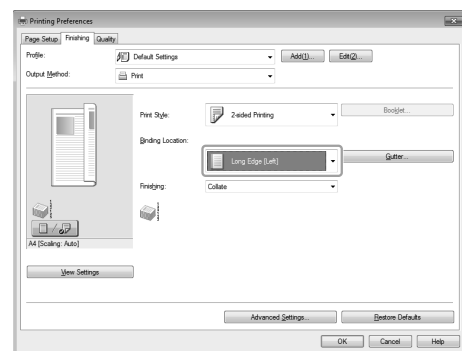 Printing Preferences
Page Setup Finishing Quality
Profile: Default Settings Add(1)... Edit(2)...
Output Method: Print
Print Style: 2-sided Printing Booklet...
Binding Location:
Long Edge [Left] Gutter...
Finishing: Collate
A4 [Scaling: Auto]
View Settings
Advanced Settings... Restore Defaults
OK Cancel Help